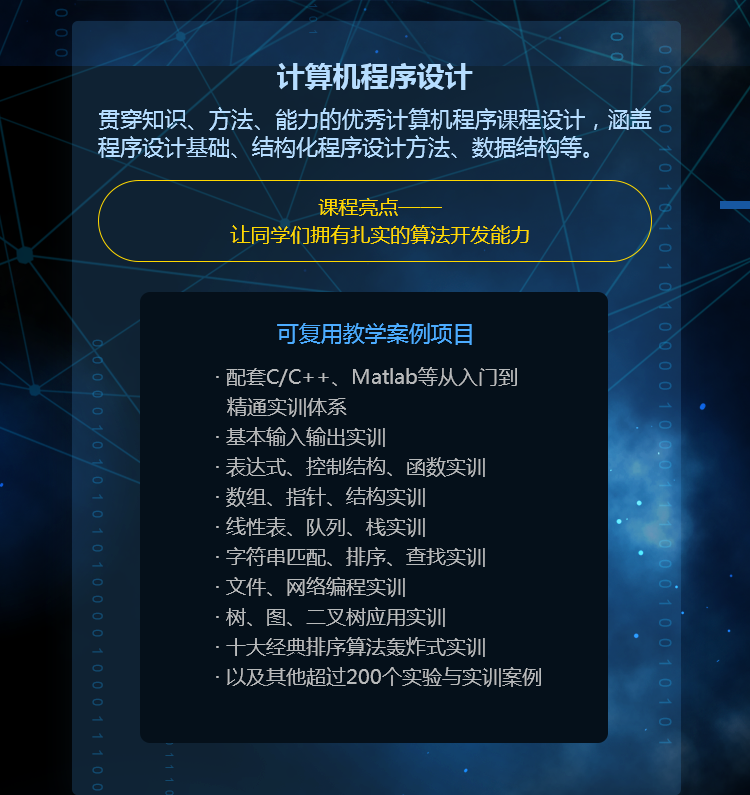 计算机程序设计
贯穿知识、方法、能力的优秀计算机程序课程设计，涵盖
程序设计基础、结构化程序设计方法、数据结构等。
课程亮点——
让同学们拥有扎实的算法开发能力
可复用教学案例项目
· 配套C/C++、Matlab等从入门到
精通实训体系
· 基本输入输出实训
· 表达式、控制结构、函数实训
· 数组、指针、结构实训
· 线性表、队列、栈实训
· 字符串匹配、排序、查找实训
· 文件、网络编程实训
· 树、图、二叉树应用实训
· 十大经典排序算法轰炸式实训
· 以及其他超过200个实验与实训案例